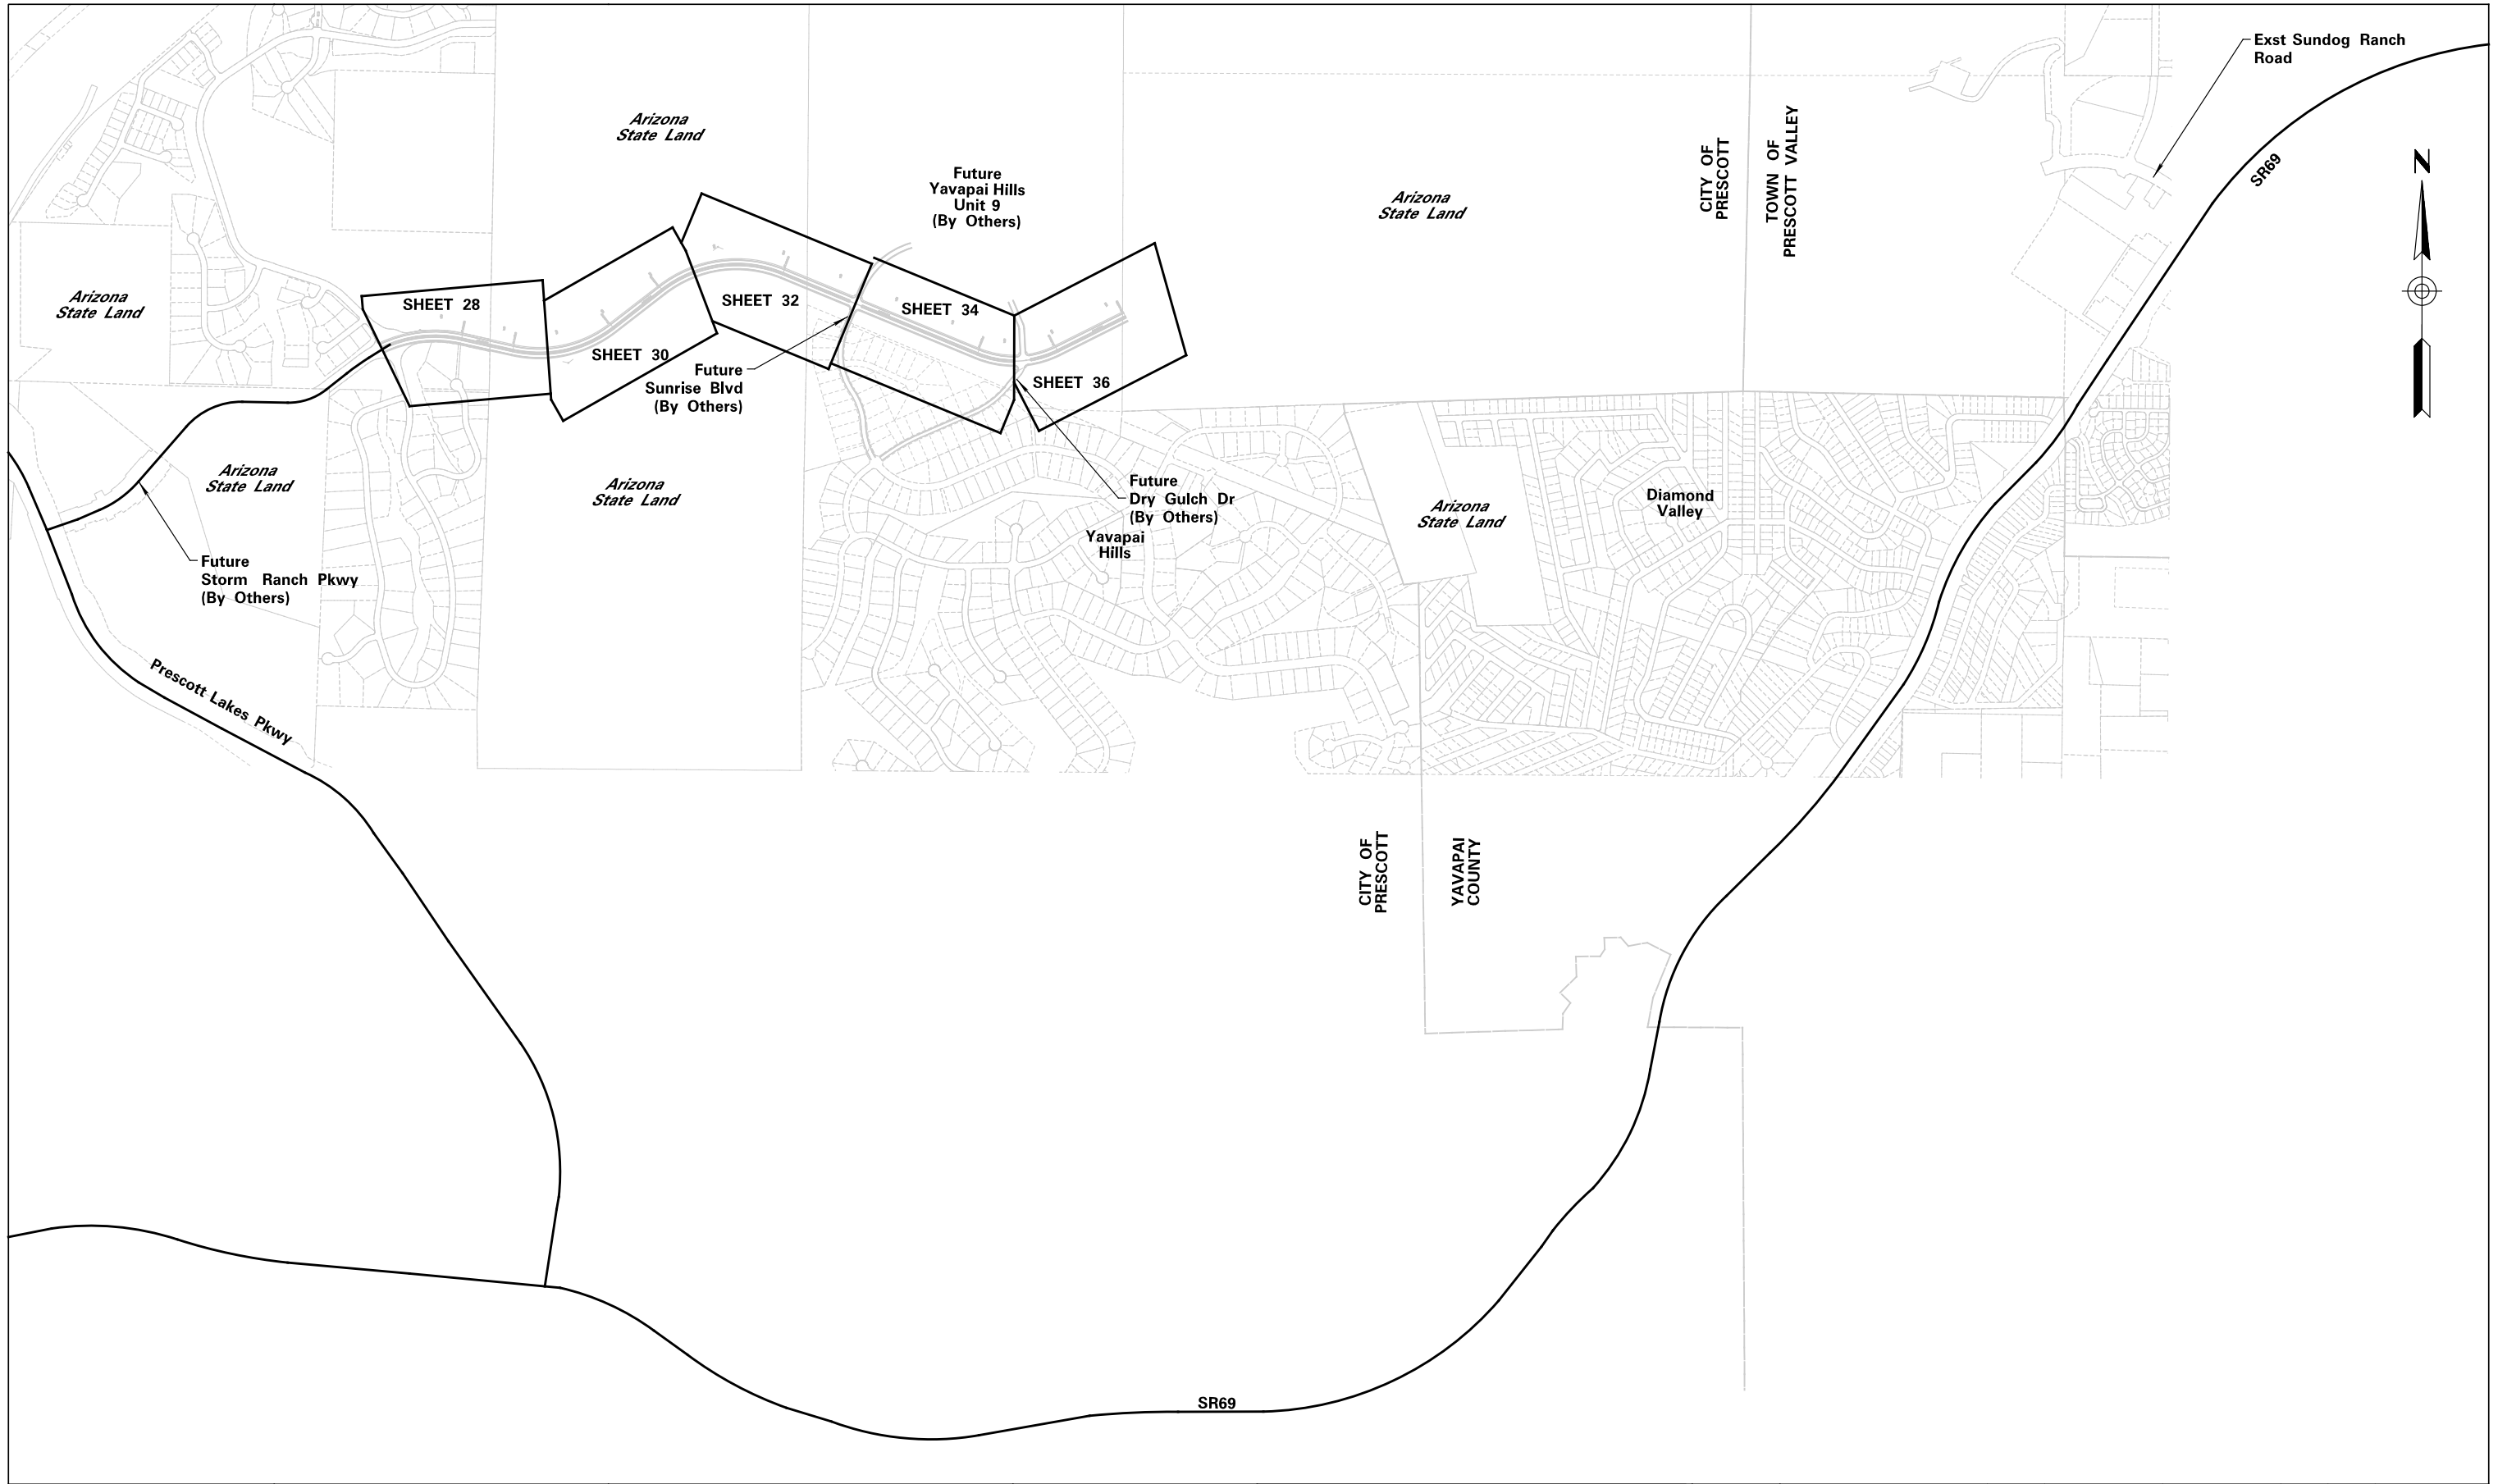 Exst Sundog Ranch
Road
SR69
N
Arizona
State Land
Future
Yavapai Hills
Unit 9
(By Others)
Arizona
State Land
CITY OF
PRESCOTT
TOWN OF
PRESCOTT VALLEY
Arizona
State Land
SHEET 28
SHEET 30
SHEET 32
SHEET 34
SHEET 36
Future
Sunrise Blvd
(By Others)
Arizona
State Land
Arizona
State Land
Future
Dry Gulch Dr
(By Others)
Yavapai
Hills
Arizona
State Land
Diamond
Valley
Future
Storm Ranch Pkwy
(By Others)
Prescott Lakes Pkwy
CITY OF
PRESCOTT
YAVAPAI
COUNTY
SR69